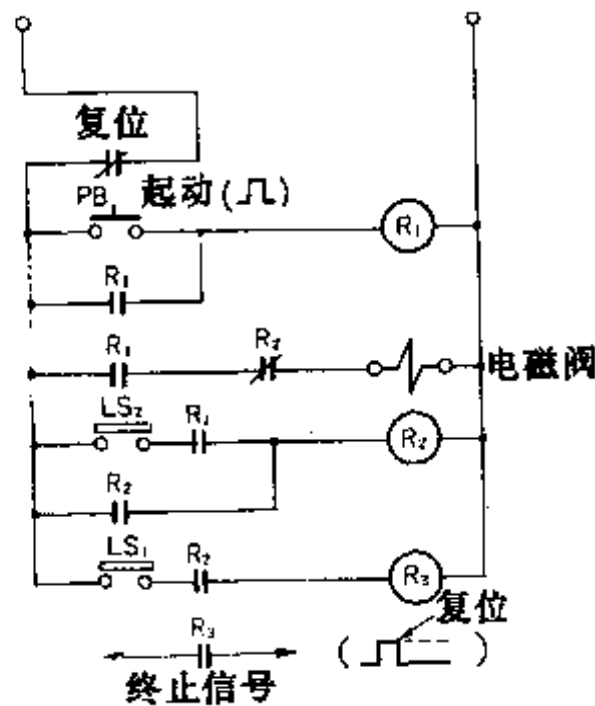 复位
PB 起动(⎍)
R₁
R₁
R₁ R₂ 电磁阀
LS₂ R₁ R₂
R₂
LS₁ R₂ R₃
复位
R₃ ( )
终止信号